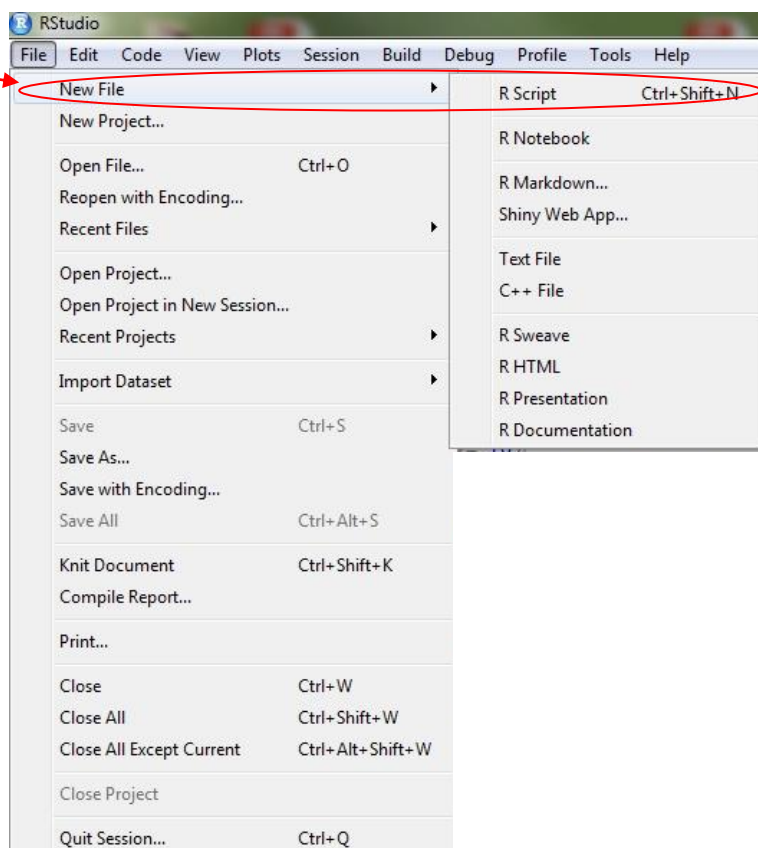 R RStudio
File Edit Code View Plots Session Build Debug Profile Tools Help
New File
New Project...
Open File... Ctrl+O
Reopen with Encoding...
Recent Files
Open Project...
Open Project in New Session...
Recent Projects
Import Dataset
Save Ctrl+S
Save As...
Save with Encoding...
Save All Ctrl+Alt+S
Knit Document Ctrl+Shift+K
Compile Report...
Print...
Close Ctrl+W
Close All Ctrl+Shift+W
Close All Except Current Ctrl+Alt+Shift+W
Close Project
Quit Session... Ctrl+Q
R Script Ctrl+Shift+N
R Notebook
R Markdown...
Shiny Web App...
Text File
C++ File
R Sweave
R HTML
R Presentation
R Documentation